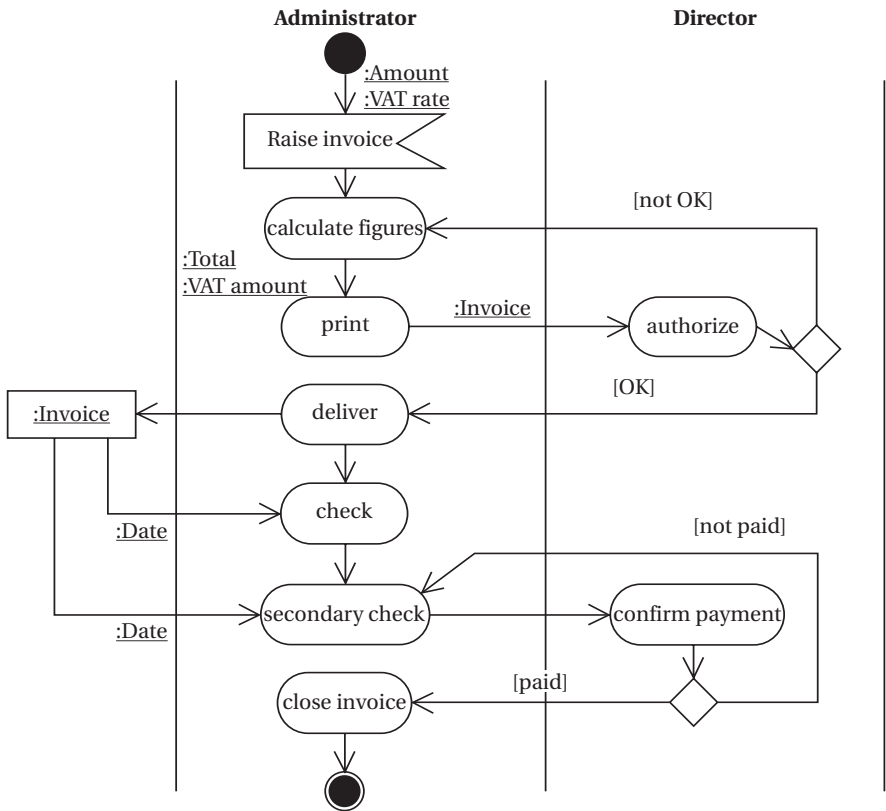 Administrator
Director
:Amount
:VAT rate
Raise invoice
[not OK]
calculate figures
:Total
:VAT amount
print
:Invoice
authorize
[OK]
:Invoice
deliver
check
:Date
[not paid]
secondary check
confirm payment
:Date
[paid]
close invoice